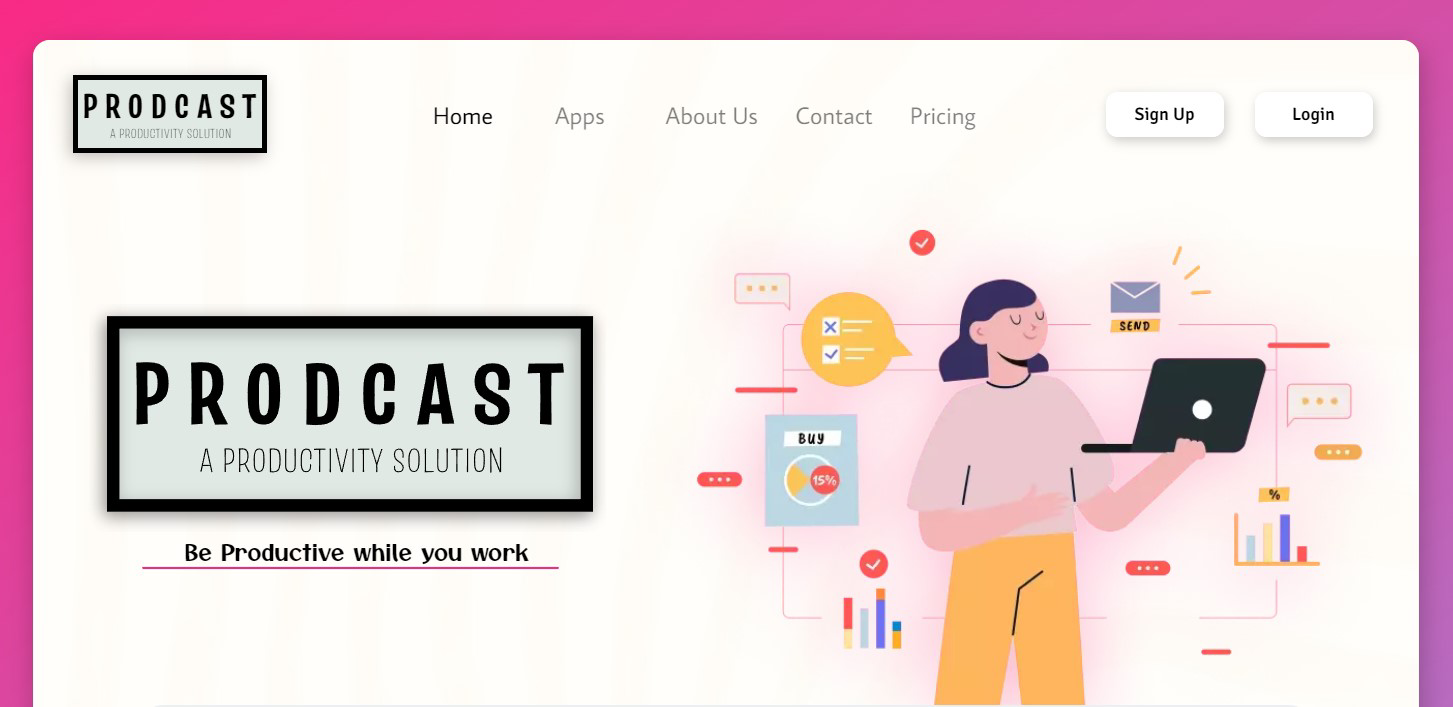 PRODCAST
A PRODUCTIVITY SOLUTION
Home Apps About Us Contact Pricing
Sign Up Login
PRODCAST
A PRODUCTIVITY SOLUTION
Be Productive while you work
SEND
BUY
15%
%